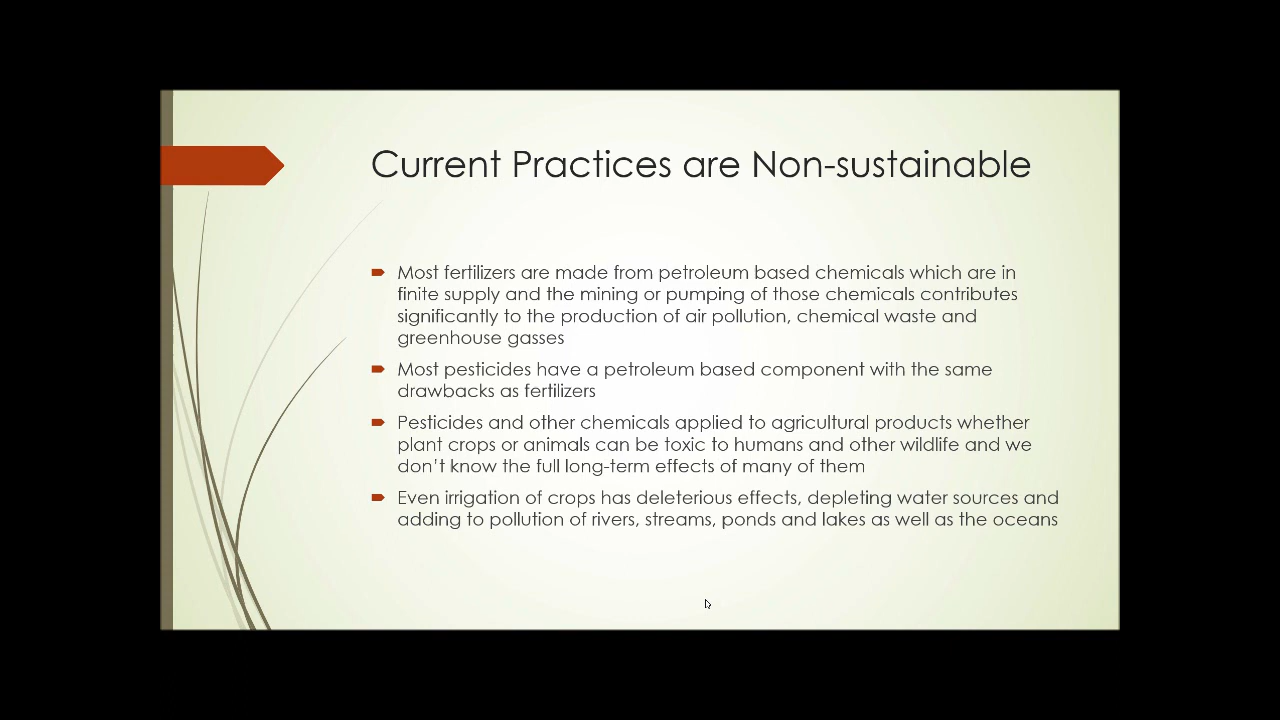 Current Practices are Non-sustainable
Most fertilizers are made from petroleum based chemicals which are in
finite supply and the mining or pumping of those chemicals contributes
significantly to the production of air pollution, chemical waste and
greenhouse gasses
Most pesticides have a petroleum based component with the same
drawbacks as fertilizers
Pesticides and other chemicals applied to agricultural products whether
plant crops or animals can be toxic to humans and other wildlife and we
don't know the full long-term effects of many of them
Even irrigation of crops has deleterious effects, depleting water sources and
adding to pollution of rivers, streams, ponds and lakes as well as the oceans